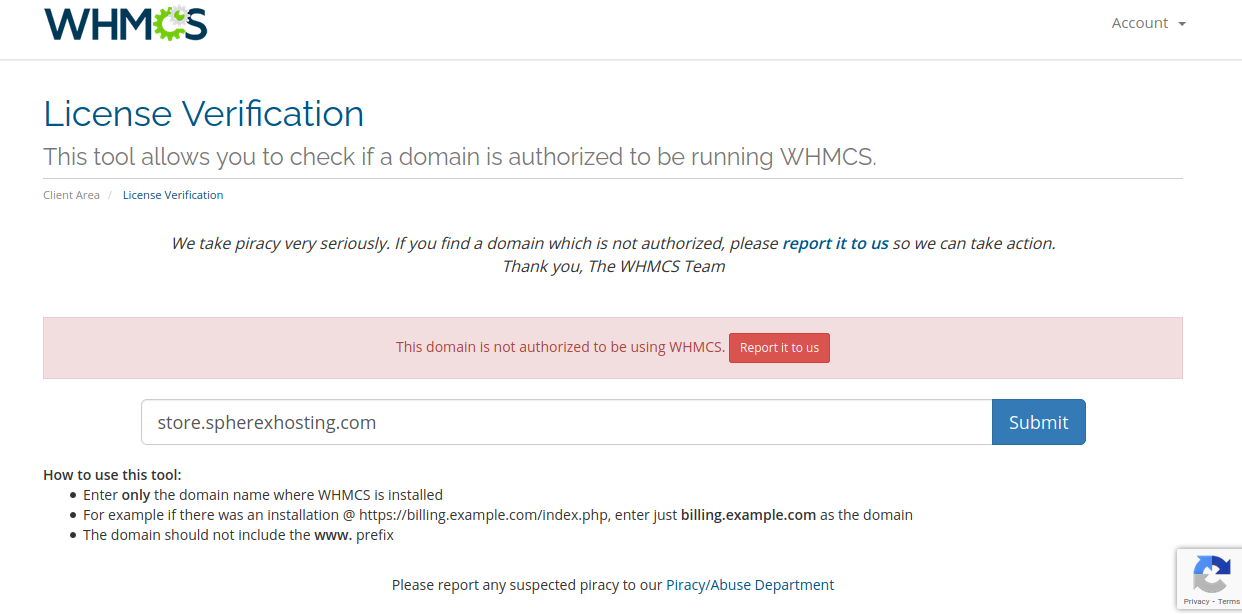 WHMCS
Account
License Verification
This tool allows you to check if a domain is authorized to be running WHMCS.
Client Area / License Verification
We take piracy very seriously. If you find a domain which is not authorized, please report it to us so we can take action.
Thank you, The WHMCS Team
This domain is not authorized to be using WHMCS. Report it to us
store.spherexhosting.com Submit
How to use this tool:
Enter only the domain name where WHMCS is installed
For example if there was an installation @ https://billing.example.com/index.php, enter just billing.example.com as the domain
The domain should not include the www. prefix
Please report any suspected piracy to our Piracy/Abuse Department
Privacy - Terms